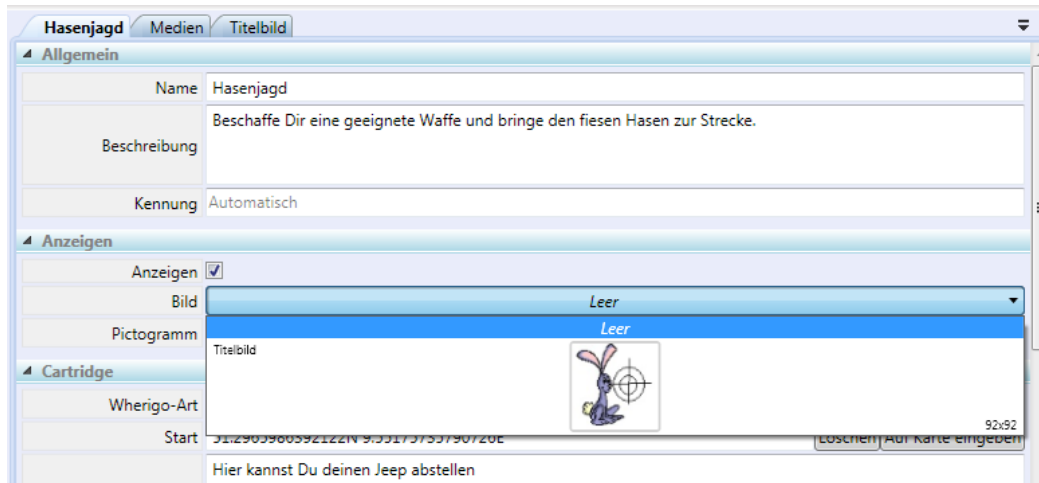 Hasenjagd Medien Titelbild
Allgemein
Name Hasenjagd
Beschreibung Beschaffe Dir eine geeignete Waffe und bringe den fiesen Hasen zur Strecke.
Kennung Automatisch
Anzeigen
Anzeigen
Bild Leer
Pictogramm Leer
Titelbild
92x92
Cartridge
Wherigo-Art
Start Löschen Auf Karte eingeben
Hier kannst Du deinen Jeep abstellen